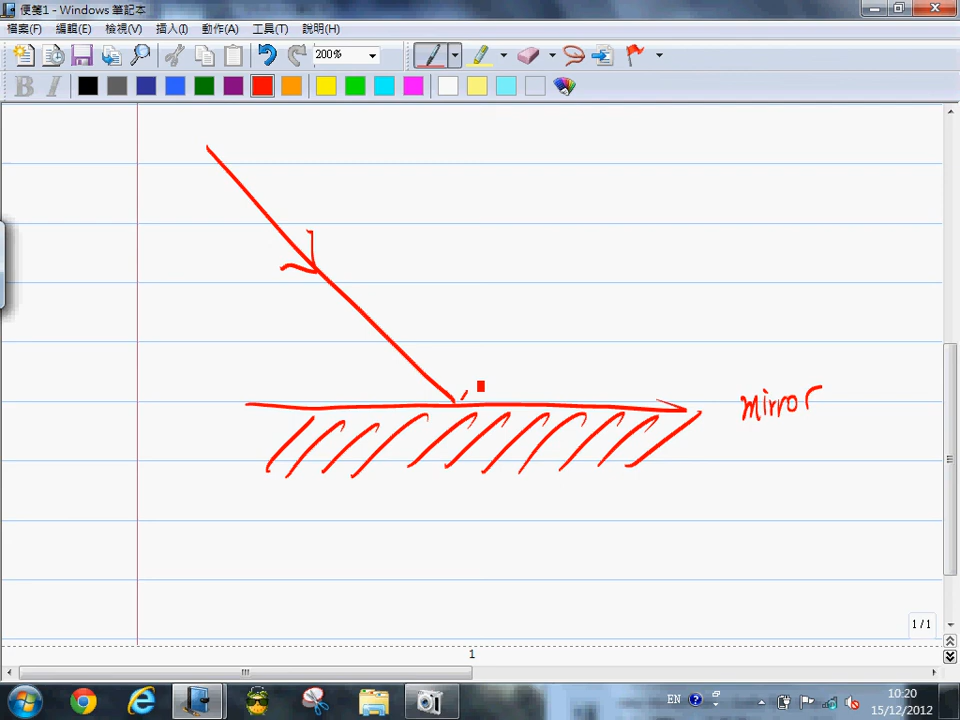 便箋1 - Windows 筆記本
檔案(F) 編輯(E) 檢視(V) 插入(I) 動作(A) 工具(T) 說明(H)
200%
B I
mirror
1 / 1
1
EN
10:20
15/12/2012